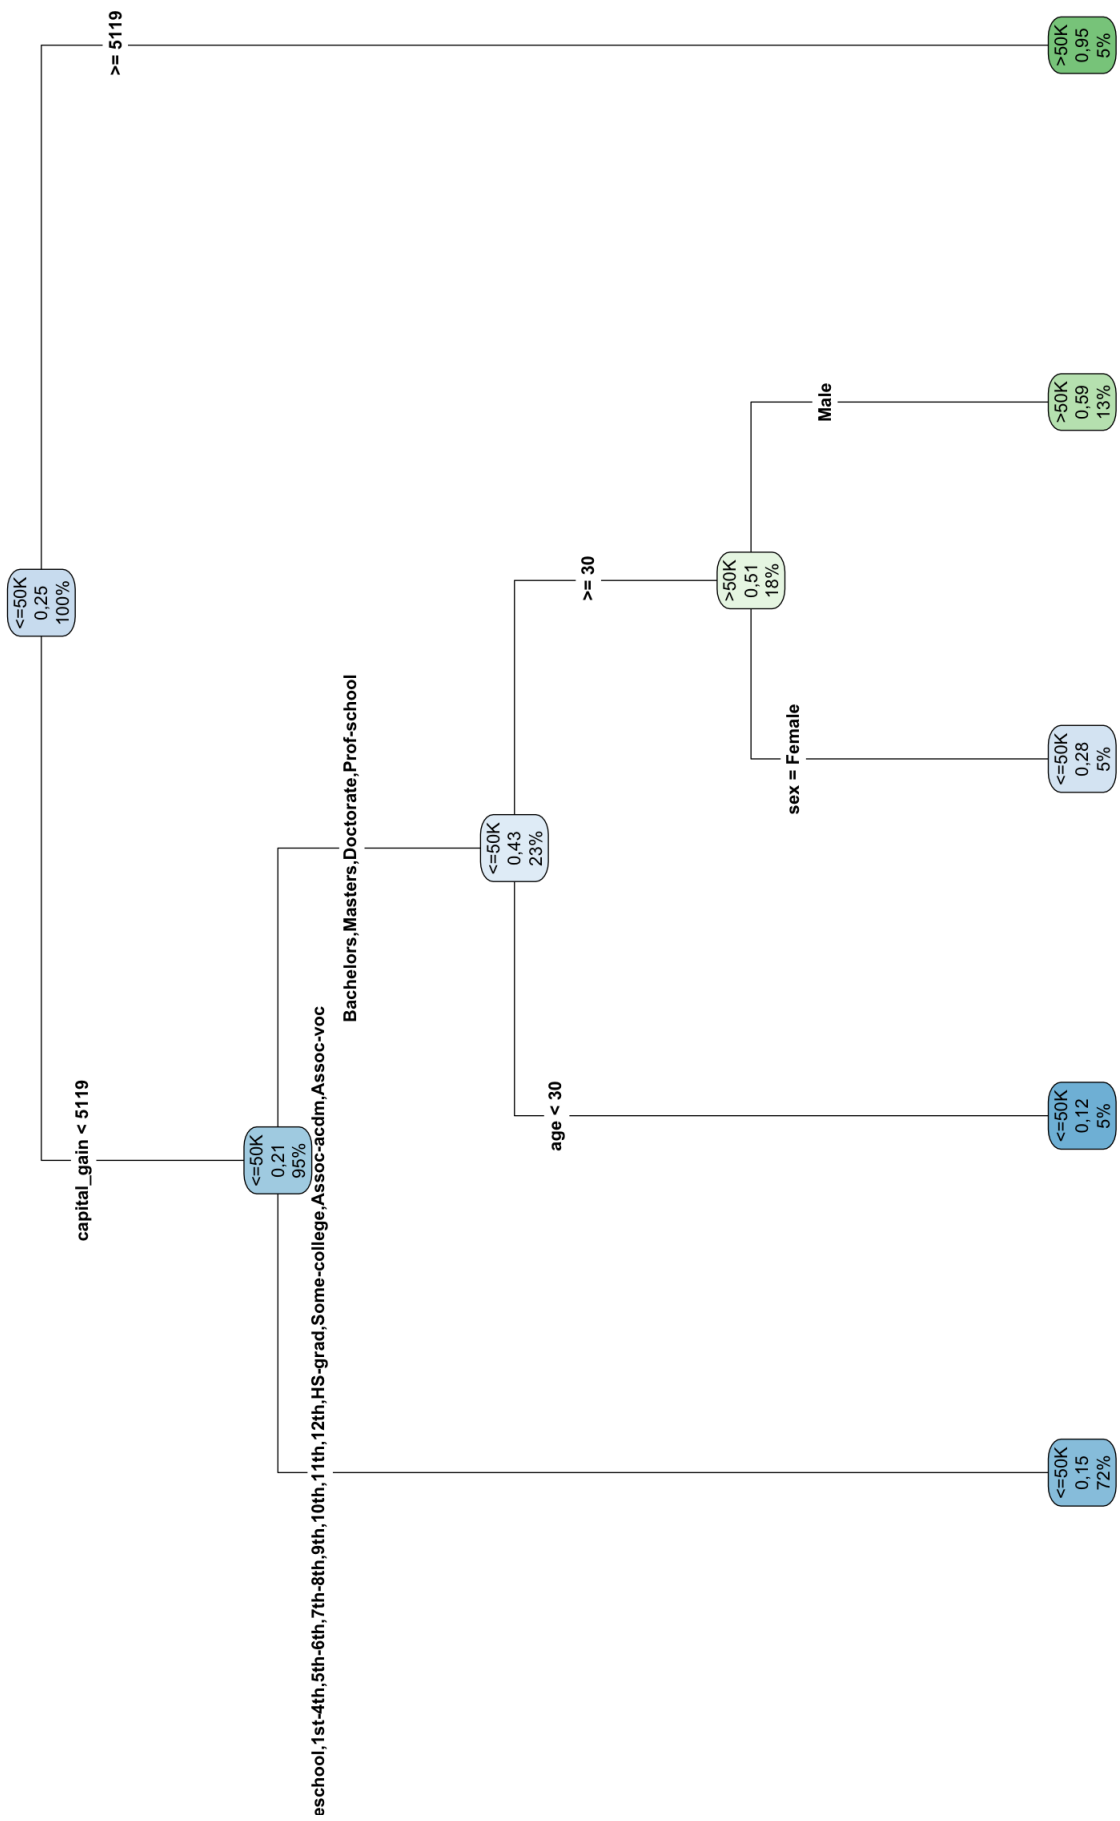 <=50K
0,25
100%
capital_gain < 5119
>= 5119
<=50K
0,21
95%
eschool,1st-4th,5th-6th,7th-8th,9th,10th,11th,12th,HS-grad,Some-college,Assoc-acdm,Assoc-voc
Bachelors,Masters,Doctorate,Prof-school
<=50K
0,43
23%
age < 30
>= 30
>50K
0,51
18%
sex = Female
Male
<=50K
0,15
72%
<=50K
0,12
5%
<=50K
0,28
5%
>50K
0,59
13%
>50K
0,95
5%